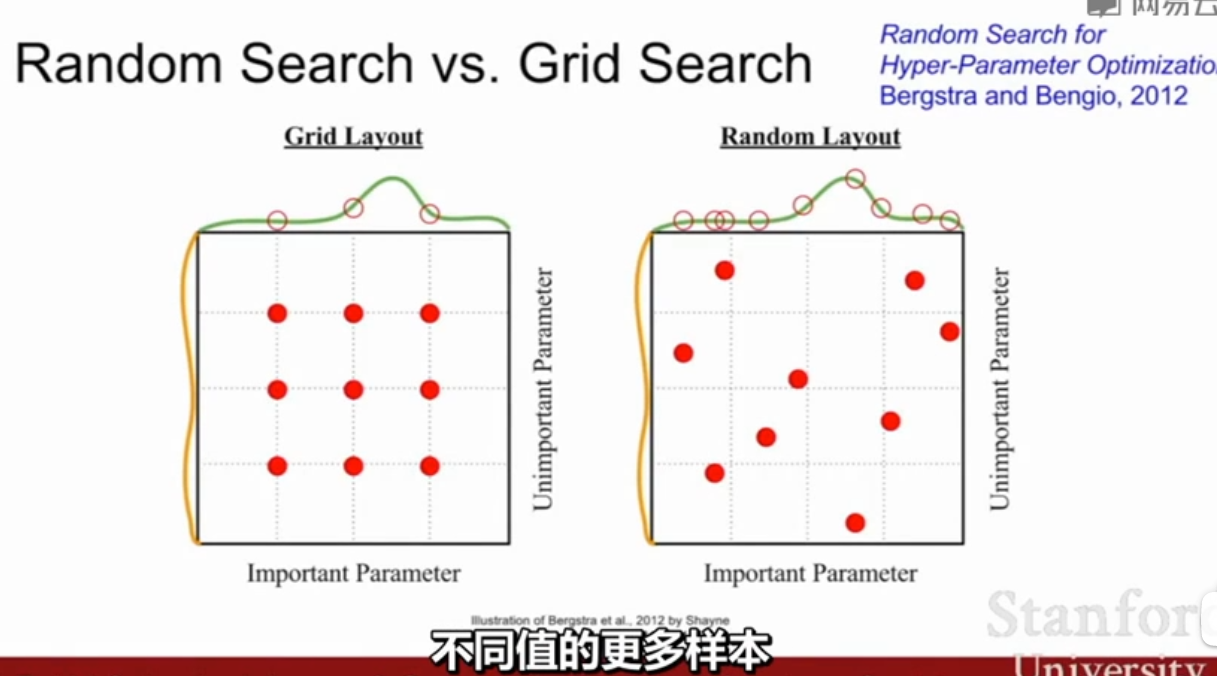 网易云
Random Search vs. Grid Search
Random Search for
Hyper-Parameter Optimizatio
Bergstra and Bengio, 2012
Grid Layout
Random Layout
Unimportant Parameter
Unimportant Parameter
Important Parameter
Important Parameter
Illustration of Bergstra et al., 2012 by Shayne
不同值的更多样本
Stanfor
University